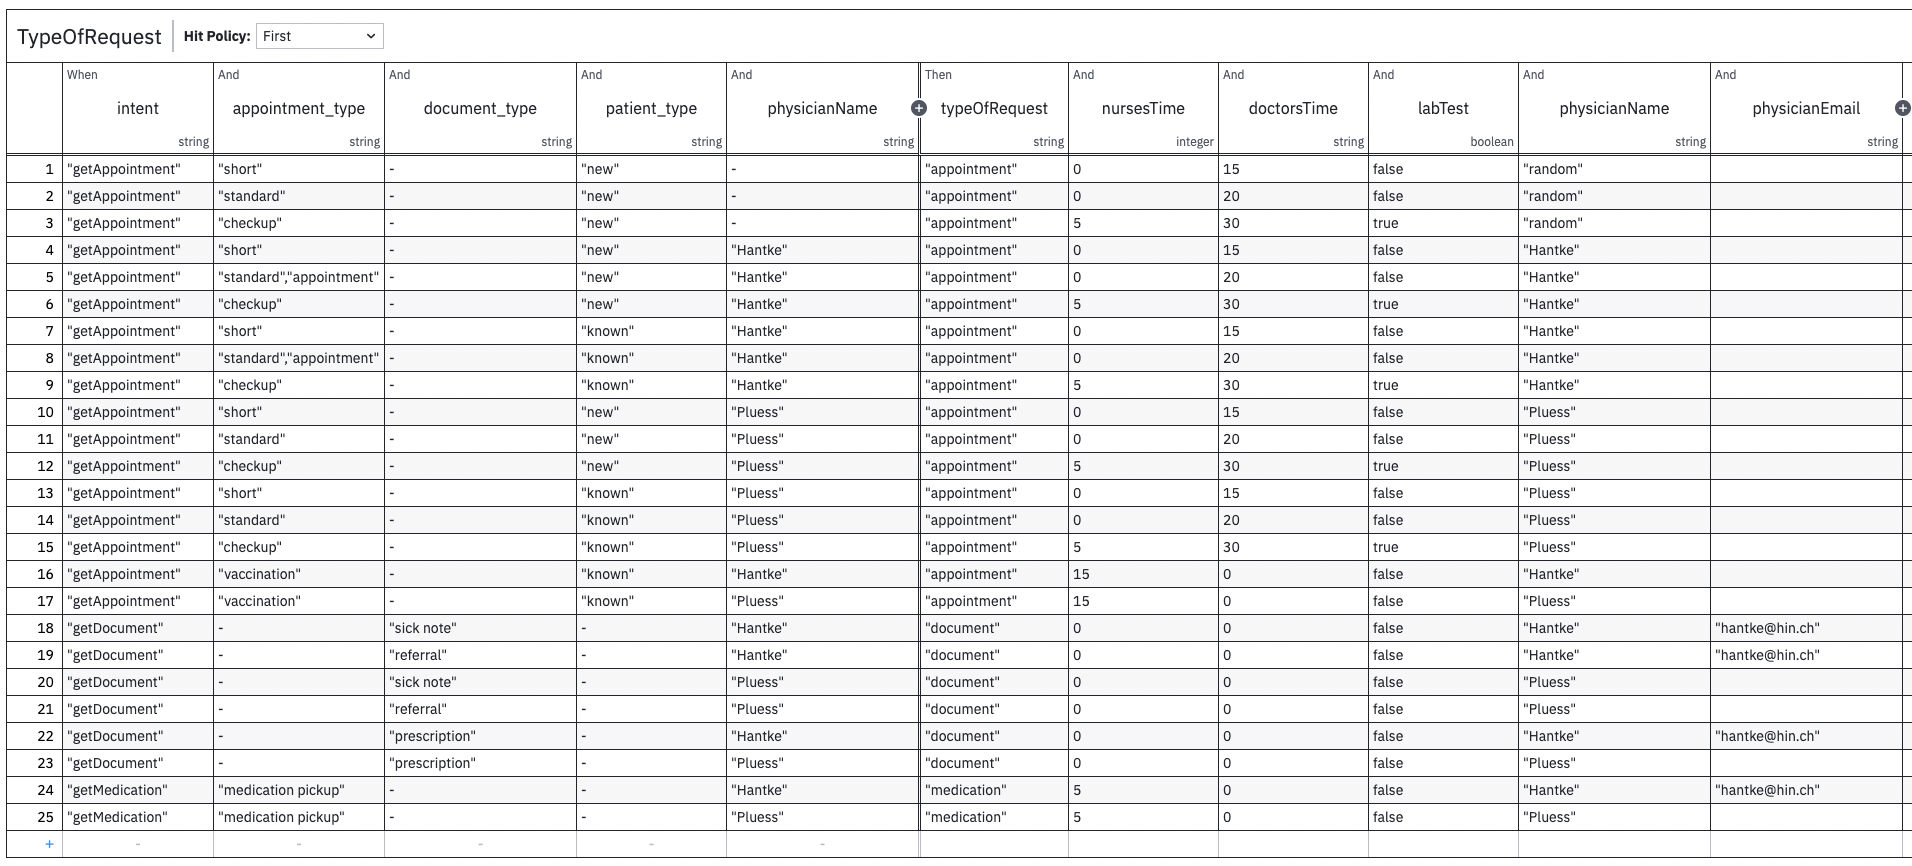 TypeOfRequest Hit Policy: First
When And And And And Then And And And And And
intent appointment_type document_type patient_type physicianName + typeOfRequest nursesTime doctorsTime labTest physicianName physicianEmail +
string string string string string string integer string boolean string string
1 "getAppointment" "short" - "new" - "appointment" 0 15 false "random"
2 "getAppointment" "standard" - "new" - "appointment" 0 20 false "random"
3 "getAppointment" "checkup" - "new" - "appointment" 5 30 true "random"
4 "getAppointment" "short" - "new" "Hantke" "appointment" 0 15 false "Hantke"
5 "getAppointment" "standard","appointment" - "new" "Hantke" "appointment" 0 20 false "Hantke"
6 "getAppointment" "checkup" - "new" "Hantke" "appointment" 5 30 true "Hantke"
7 "getAppointment" "short" - "known" "Hantke" "appointment" 0 15 false "Hantke"
8 "getAppointment" "standard","appointment" - "known" "Hantke" "appointment" 0 20 false "Hantke"
9 "getAppointment" "checkup" - "known" "Hantke" "appointment" 5 30 true "Hantke"
10 "getAppointment" "short" - "new" "Pluess" "appointment" 0 15 false "Pluess"
11 "getAppointment" "standard" - "new" "Pluess" "appointment" 0 20 false "Pluess"
12 "getAppointment" "checkup" - "new" "Pluess" "appointment" 5 30 true "Pluess"
13 "getAppointment" "short" - "known" "Pluess" "appointment" 0 15 false "Pluess"
14 "getAppointment" "standard" - "known" "Pluess" "appointment" 0 20 false "Pluess"
15 "getAppointment" "checkup" - "known" "Pluess" "appointment" 5 30 true "Pluess"
16 "getAppointment" "vaccination" - "known" "Hantke" "appointment" 15 0 false "Hantke"
17 "getAppointment" "vaccination" - "known" "Pluess" "appointment" 15 0 false "Pluess"
18 "getDocument" - "sick note" - "Hantke" "document" 0 0 false "Hantke" "hantke@hin.ch"
19 "getDocument" - "referral" - "Hantke" "document" 0 0 false "Hantke" "hantke@hin.ch"
20 "getDocument" - "sick note" - "Pluess" "document" 0 0 false "Pluess"
21 "getDocument" - "referral" - "Pluess" "document" 0 0 false "Pluess"
22 "getDocument" - "prescription" - "Hantke" "document" 0 0 false "Hantke" "hantke@hin.ch"
23 "getDocument" - "prescription" - "Pluess" "document" 0 0 false "Pluess"
24 "getMedication" "medication pickup" - - "Hantke" "medication" 5 0 false "Hantke" "hantke@hin.ch"
25 "getMedication" "medication pickup" - - "Pluess" "medication" 5 0 false "Pluess"
+ - - - - -